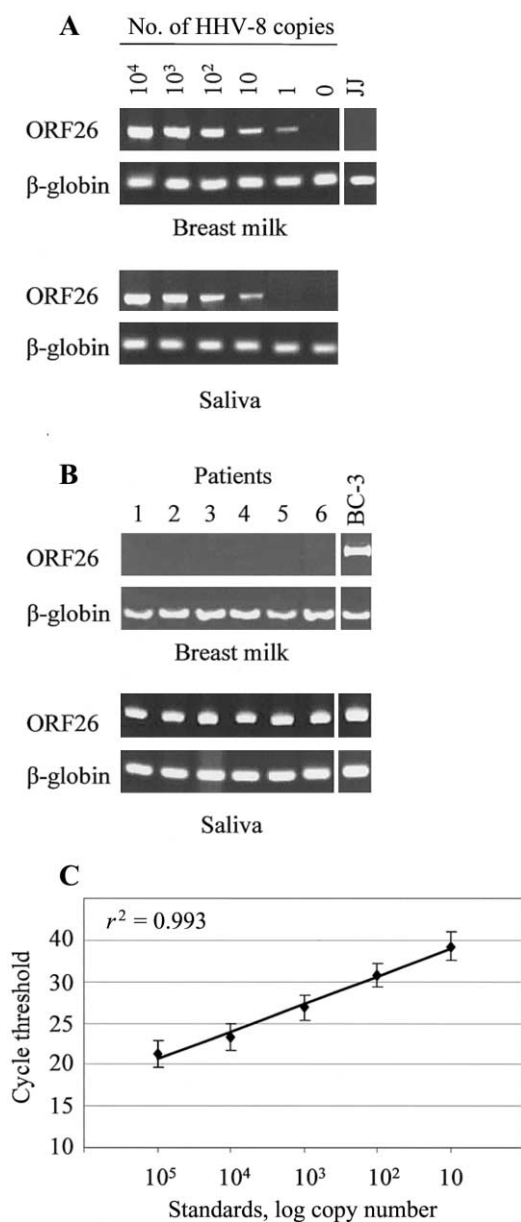 A
No. of HHV-8 copies
10⁴ 10³ 10² 10 1 0 JJ
ORF26
β-globin
Breast milk
ORF26
β-globin
Saliva
B
Patients
1 2 3 4 5 6 BC-3
ORF26
β-globin
Breast milk
ORF26
β-globin
Saliva
C
r² = 0.993
Cycle threshold
40
30
25
20
15
10
10⁵ 10⁴ 10³ 10² 10
Standards, log copy number